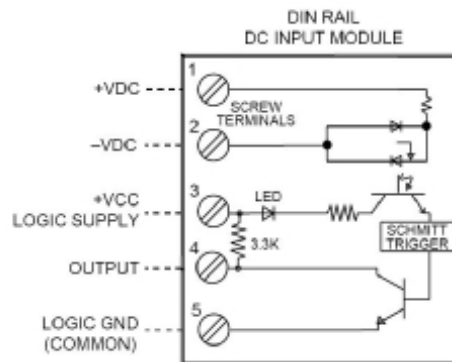 DIN RAIL
DC INPUT MODULE
1
+VDC
SCREW
TERMINALS
2
–VDC
3
+VCC
LOGIC SUPPLY
LED
SCHMITT
TRIGGER
3.3K
4
OUTPUT
5
LOGIC GND
(COMMON)